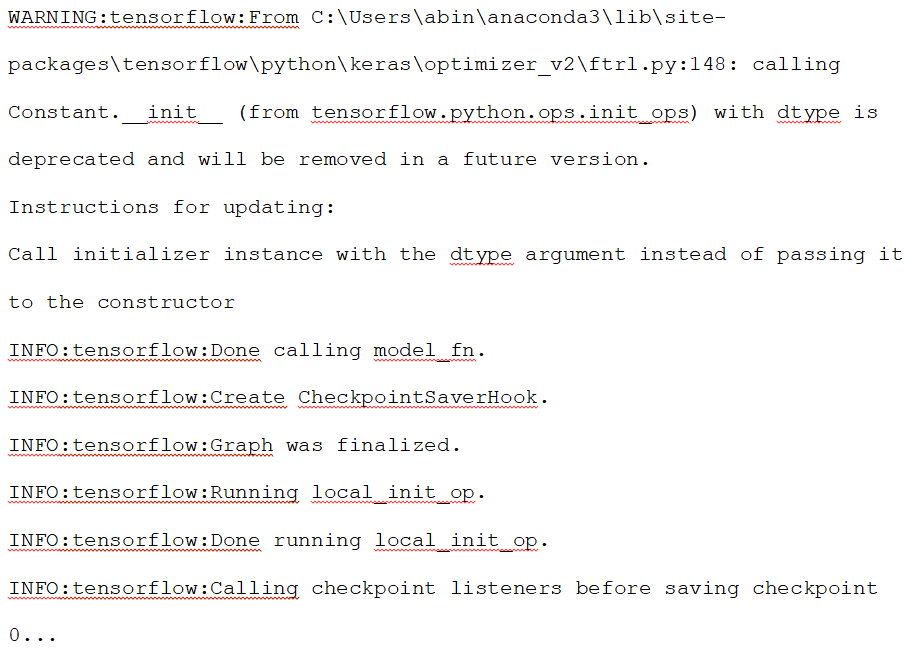 WARNING:tensorflow:From C:\Users\abin\anaconda3\lib\site-
packages\tensorflow\python\keras\optimizer_v2\ftrl.py:148: calling
Constant.__init__ (from tensorflow.python.ops.init_ops) with dtype is
deprecated and will be removed in a future version.
Instructions for updating:
Call initializer instance with the dtype argument instead of passing it
to the constructor
INFO:tensorflow:Done calling model_fn.
INFO:tensorflow:Create CheckpointSaverHook.
INFO:tensorflow:Graph was finalized.
INFO:tensorflow:Running local_init_op.
INFO:tensorflow:Done running local_init_op.
INFO:tensorflow:Calling checkpoint listeners before saving checkpoint
0...